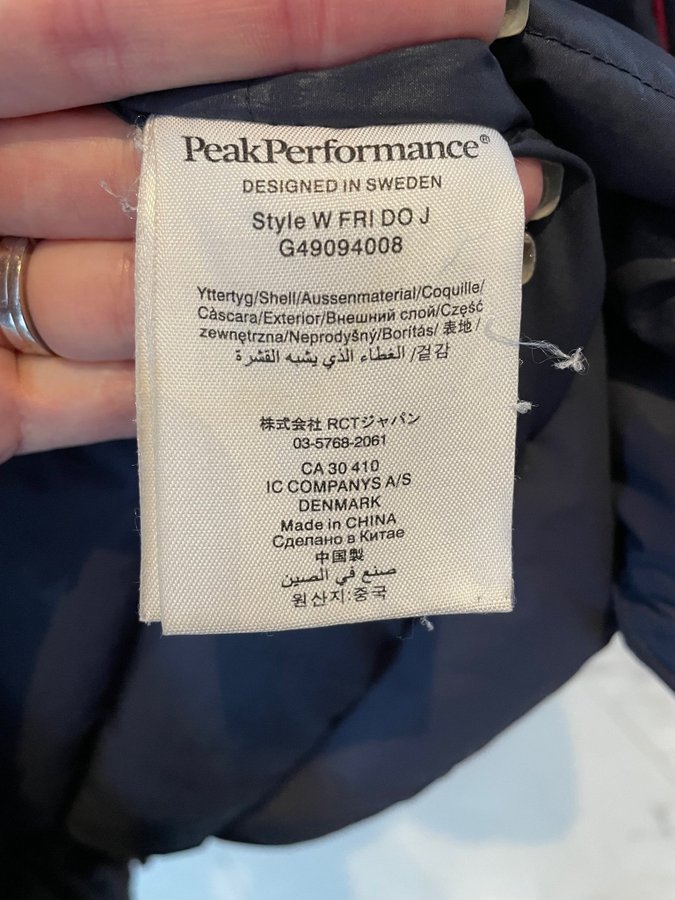 PeakPerformance®
DESIGNED IN SWEDEN
Style W FRI DO J
G49094008
Yttertyg/Shell/Aussenmaterial/Coquille/
Càscara/Exterior/Внешний слой/Część
zewnętrzna/Neprodyšný/Borítás/表地/
걸감/ الغطاء الذي يشبه القشرة
株式会社 RCTジャパン
03-5768-2061
CA 30 410
IC COMPANYS A/S
DENMARK
Made in CHINA
Сделано в Китае
中国製
صنع في الصين
원산지:중국